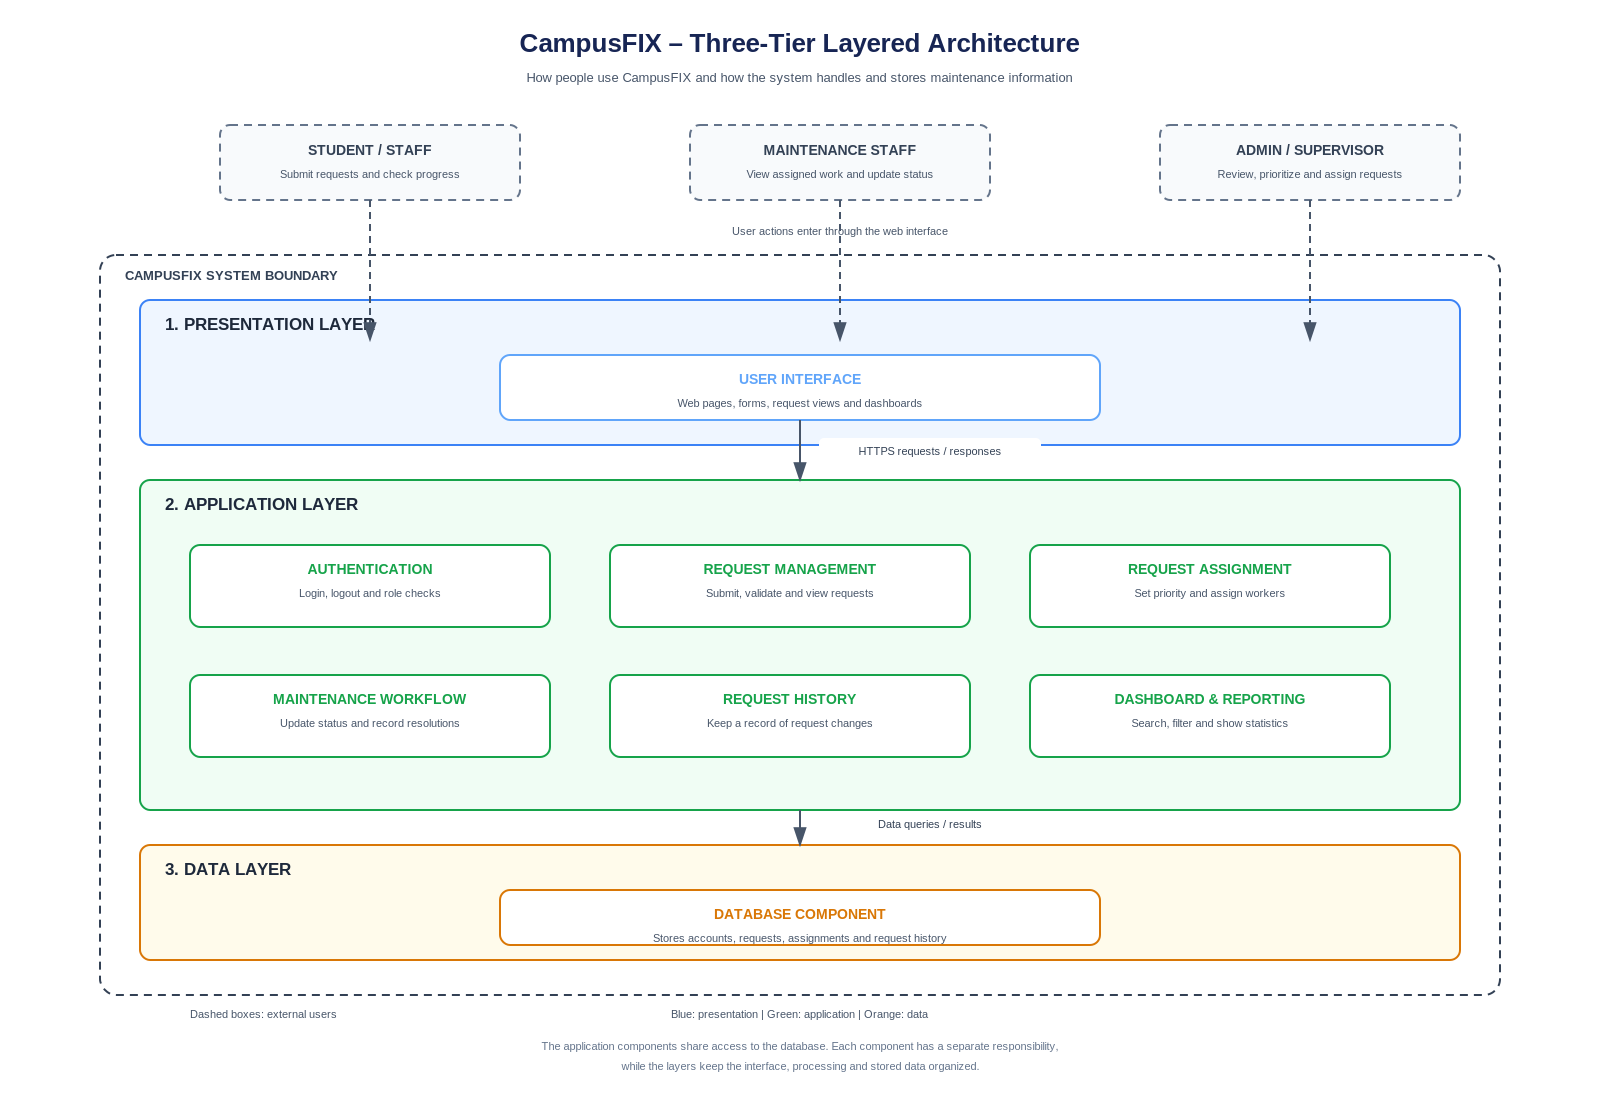 CampusFIX – Three-Tier Layered Architecture
How people use CampusFIX and how the system handles and stores maintenance information
STUDENT / STAFF
Submit requests and check progress
MAINTENANCE STAFF
View assigned work and update status
ADMIN / SUPERVISOR
Review, prioritize and assign requests
User actions enter through the web interface
CAMPUSFIX SYSTEM BOUNDARY
1. PRESENTATION LAYER
USER INTERFACE
Web pages, forms, request views and dashboards
HTTPS requests / responses
2. APPLICATION LAYER
AUTHENTICATION
Login, logout and role checks
REQUEST MANAGEMENT
Submit, validate and view requests
REQUEST ASSIGNMENT
Set priority and assign workers
MAINTENANCE WORKFLOW
Update status and record resolutions
REQUEST HISTORY
Keep a record of request changes
DASHBOARD & REPORTING
Search, filter and show statistics
Data queries / results
3. DATA LAYER
DATABASE COMPONENT
Stores accounts, requests, assignments and request history
Dashed boxes: external users
Blue: presentation | Green: application | Orange: data
The application components share access to the database. Each component has a separate responsibility,
while the layers keep the interface, processing and stored data organized.